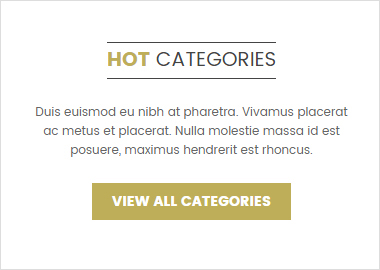 HOT CATEGORIES
Duis euismod eu nibh at pharetra. Vivamus placerat
ac metus et placerat. Nulla molestie massa id est
posuere, maximus hendrerit est rhoncus.
VIEW ALL CATEGORIES